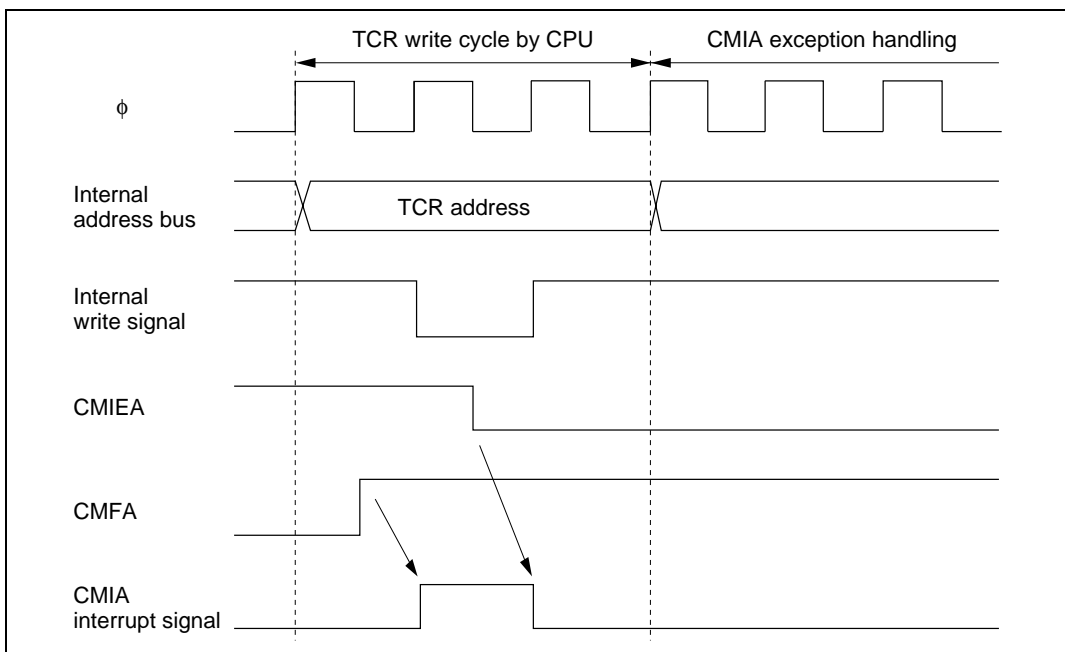 TCR write cycle by CPU
CMIA exception handling
ϕ
Internal
address bus
TCR address
Internal
write signal
CMIEA
CMFA
CMIA
interrupt signal